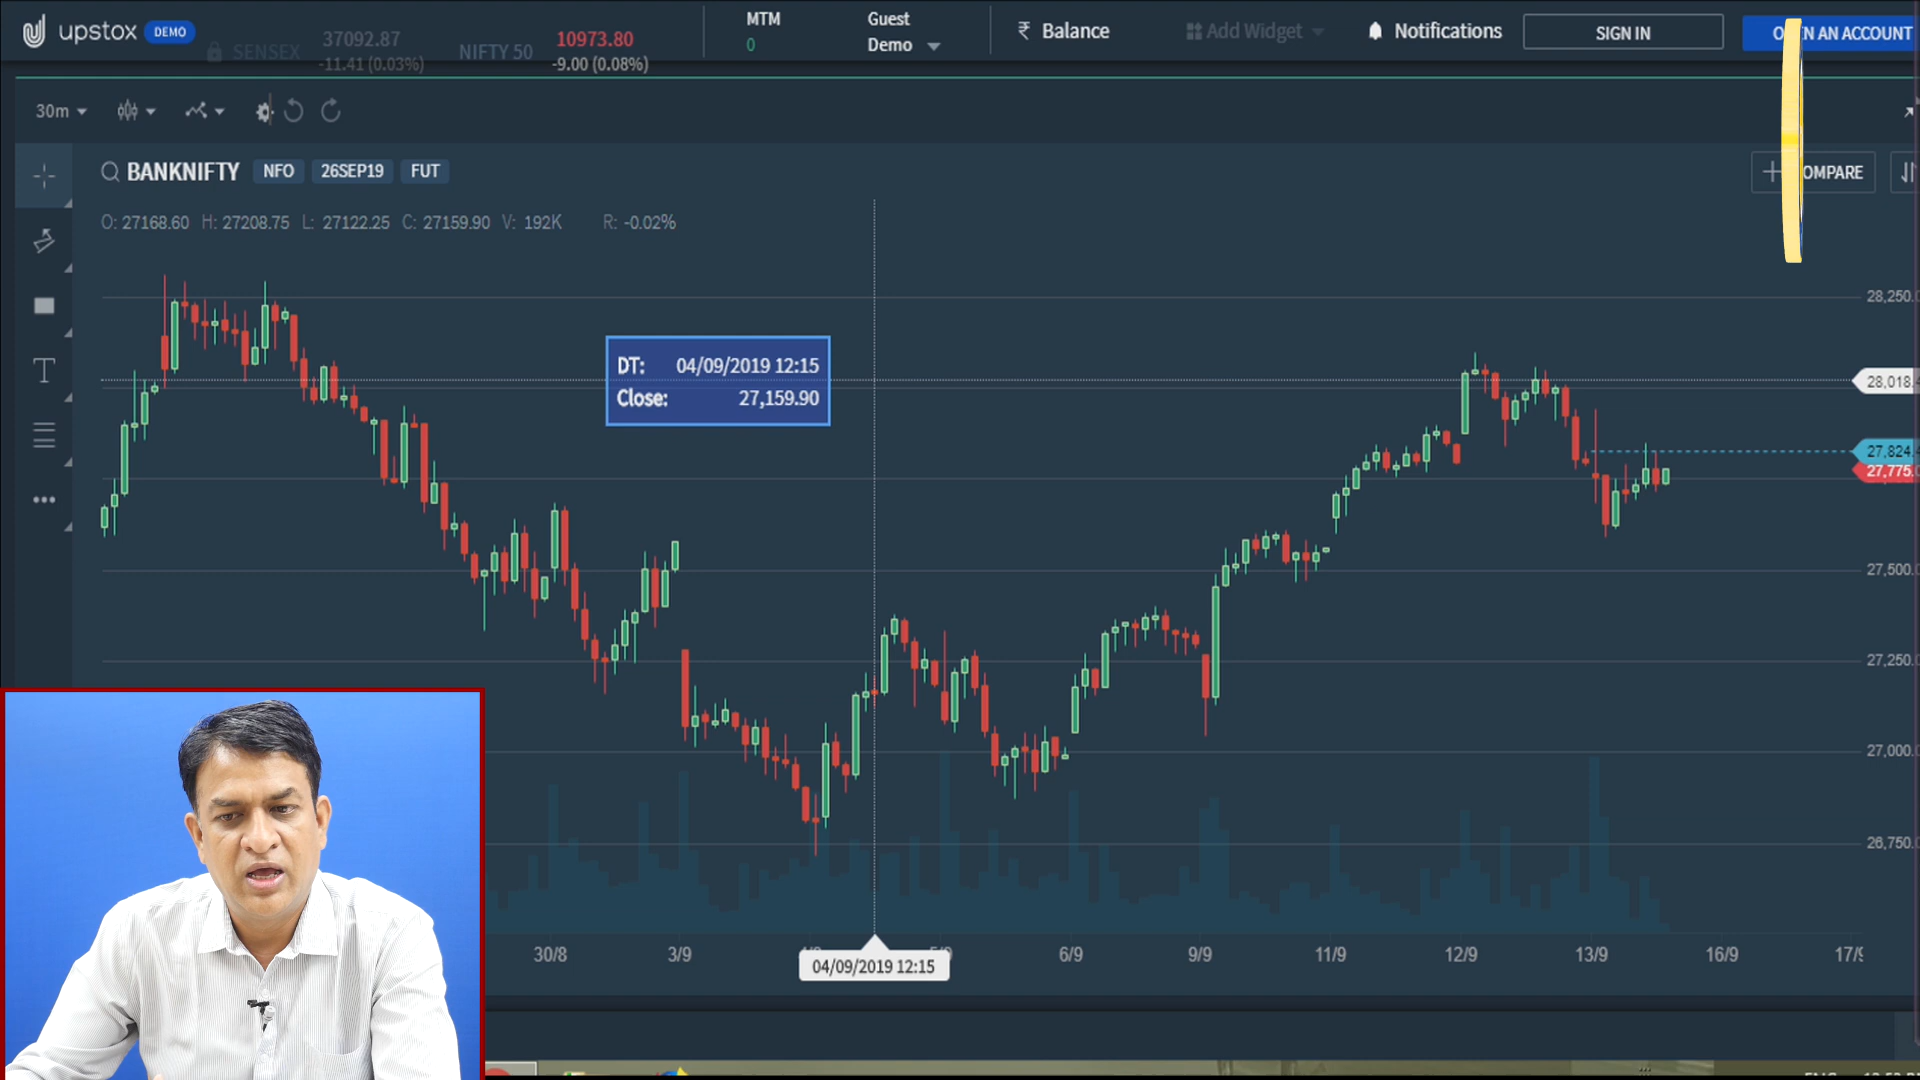 upstox DEMO
SENSEX 37092.87 -11.41 (0.03%)
NIFTY 50 10973.80 -9.00 (0.08%)
MTM 0
Guest Demo
₹ Balance
Add Widget
Notifications
SIGN IN
AN ACCOUNT
30m
BANKNIFTY NFO 26SEP19 FUT
O: 27168.60 H: 27208.75 L: 27122.25 C: 27159.90 V: 192K R: -0.02%
28,250.
DT: 04/09/2019 12:15
Close: 27,159.90
28,018.
27,824.
27,775.
27,500.
27,250.
27,000.
26,750.
30/8 3/9 6/9 9/9 11/9 12/9 13/9 16/9
04/09/2019 12:15